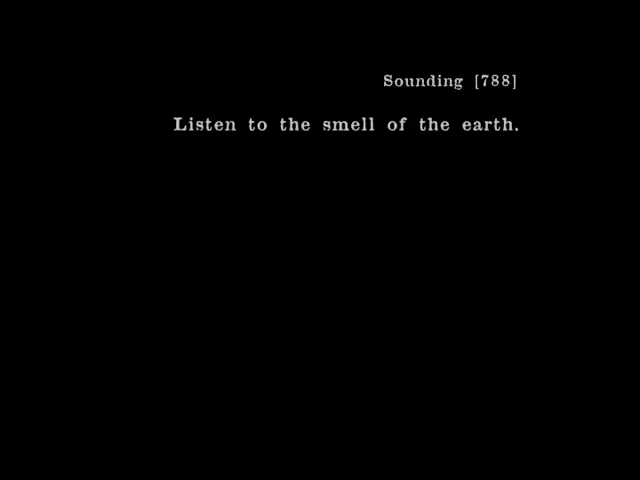 Sounding [788]
Listen to the smell of the earth.